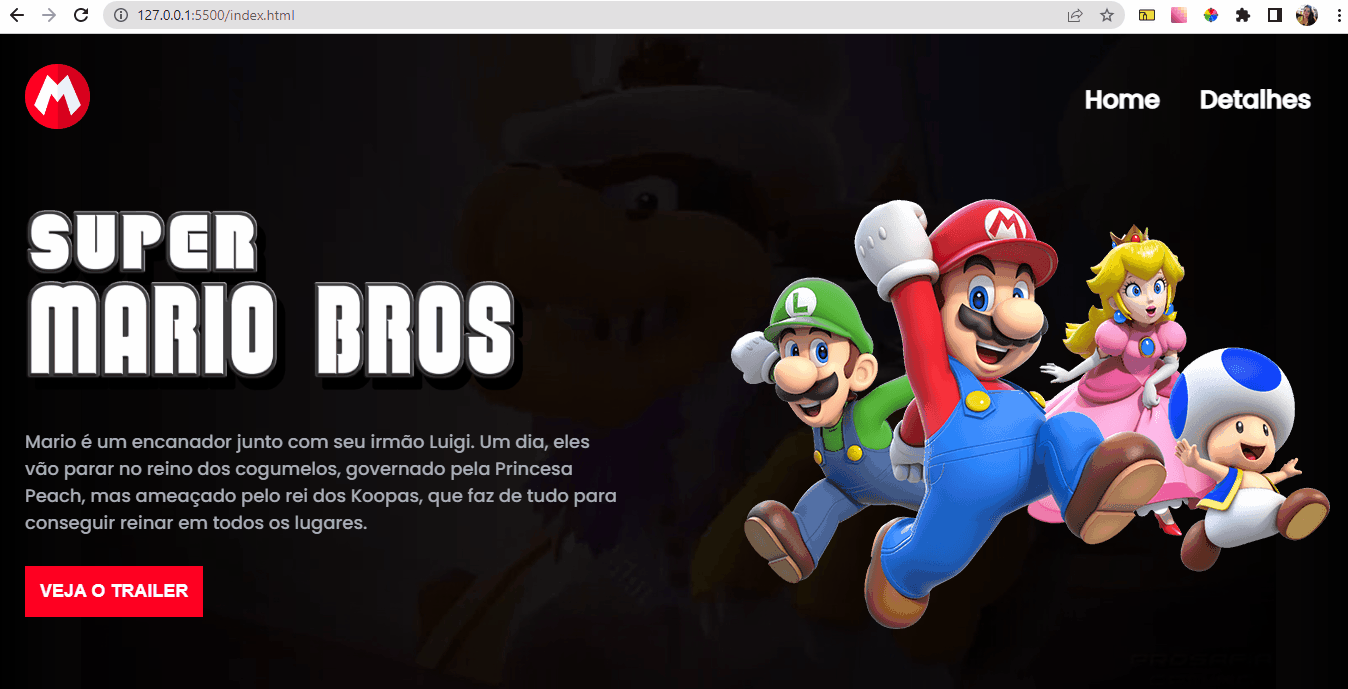 127.0.0.1:5500/index.html
M
Home Detalhes
SUPER
MARIO BROS
M
L
Mario é um encanador junto com seu irmão Luigi. Um dia, eles
vão parar no reino dos cogumelos, governado pela Princesa
Peach, mas ameaçado pelo rei dos Koopas, que faz de tudo para
conseguir reinar em todos os lugares.
VEJA O TRAILER